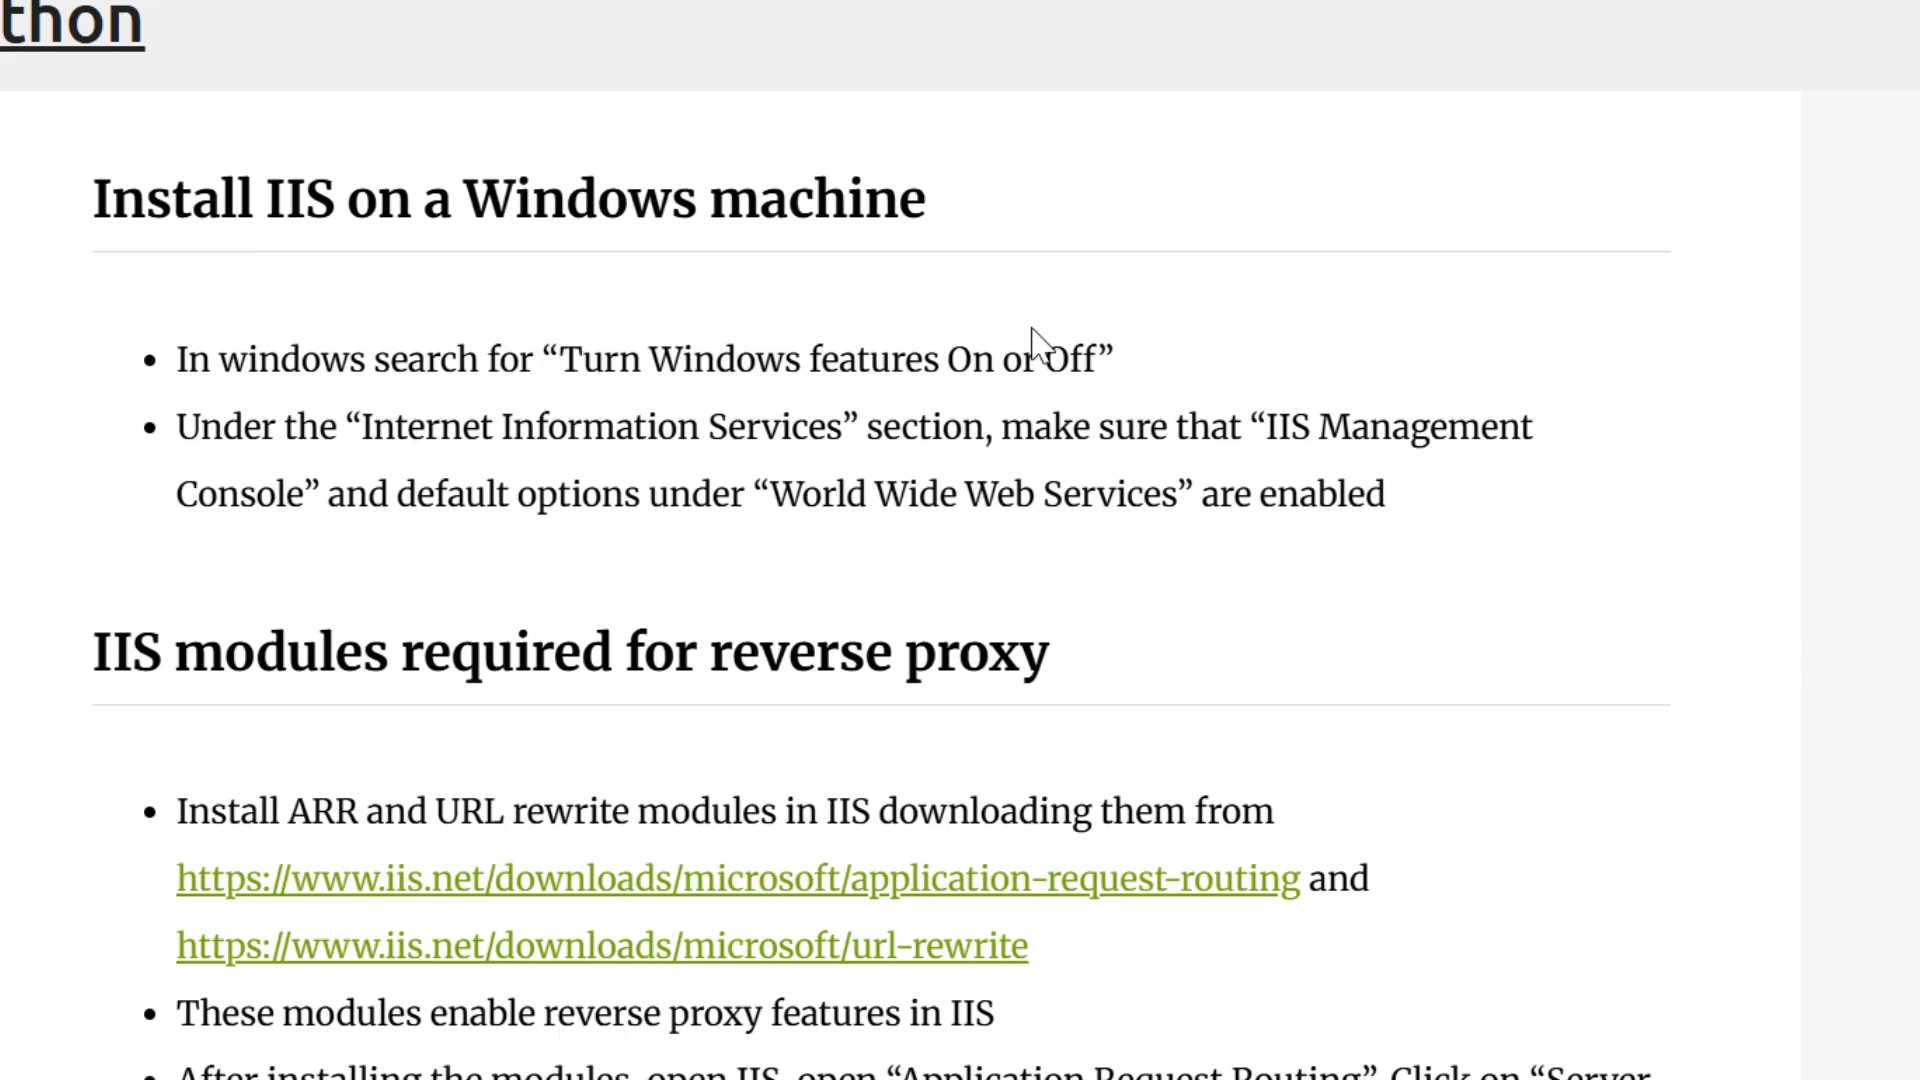 thon
Install IIS on a Windows machine
In windows search for “Turn Windows features On or Off”
Under the “Internet Information Services” section, make sure that “IIS Management
Console” and default options under “World Wide Web Services” are enabled
IIS modules required for reverse proxy
Install ARR and URL rewrite modules in IIS downloading them from
https://www.iis.net/downloads/microsoft/application-request-routing and
https://www.iis.net/downloads/microsoft/url-rewrite
These modules enable reverse proxy features in IIS
After installing the modules, open IIS, open “Application Request Routing”. Click on “Server